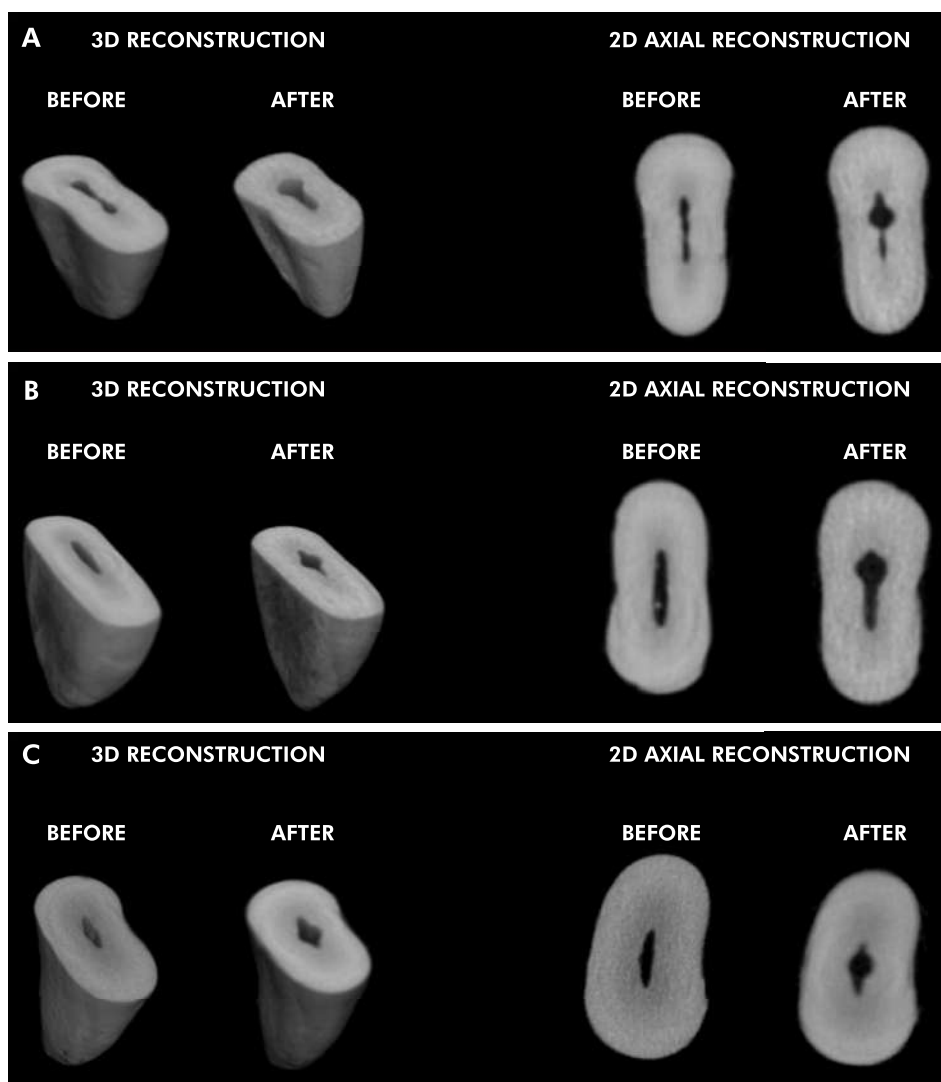 A 3D RECONSTRUCTION 2D AXIAL RECONSTRUCTION
BEFORE AFTER BEFORE AFTER
B 3D RECONSTRUCTION 2D AXIAL RECONSTRUCTION
BEFORE AFTER BEFORE AFTER
C 3D RECONSTRUCTION 2D AXIAL RECONSTRUCTION
BEFORE AFTER BEFORE AFTER